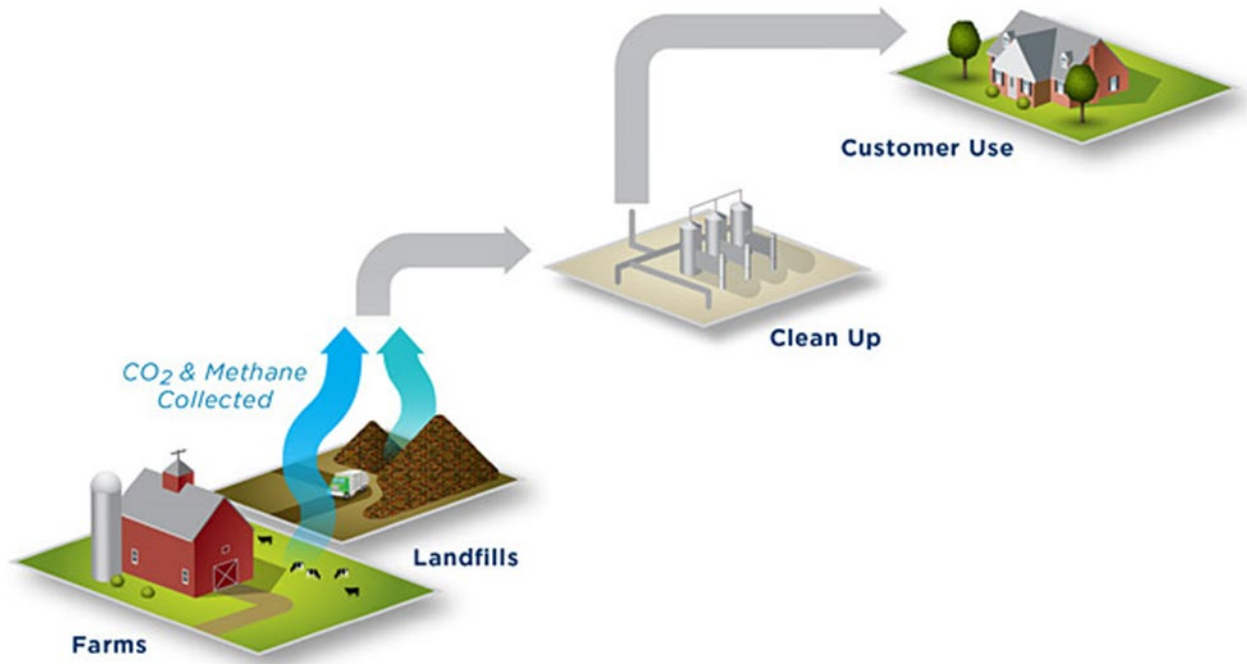 Customer Use
Clean Up
CO₂ & Methane
Collected
Landfills
Farms